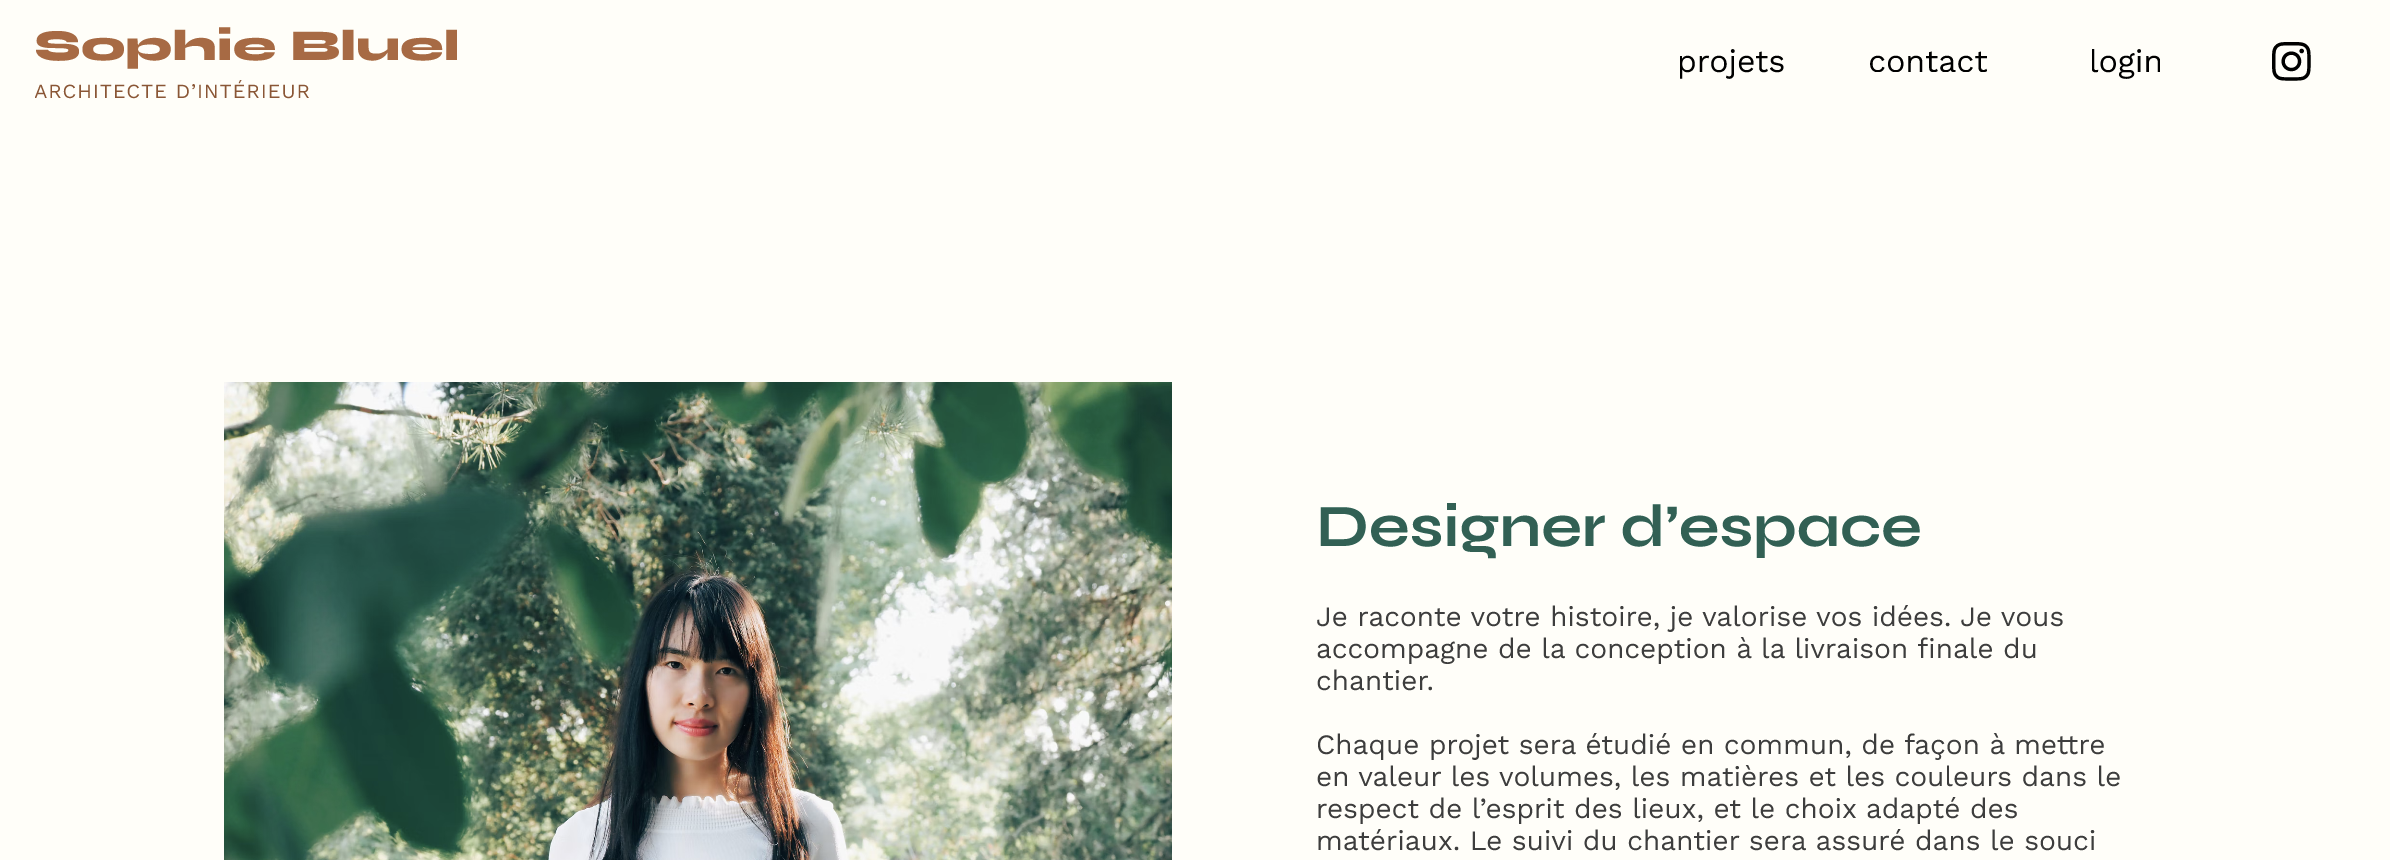 Sophie Bluel
ARCHITECTE D’INTÉRIEUR
projets contact login
Designer d’espace
Je raconte votre histoire, je valorise vos idées. Je vous
accompagne de la conception à la livraison finale du
chantier.
Chaque projet sera étudié en commun, de façon à mettre
en valeur les volumes, les matières et les couleurs dans le
respect de l’esprit des lieux, et le choix adapté des
matériaux. Le suivi du chantier sera assuré dans le souci